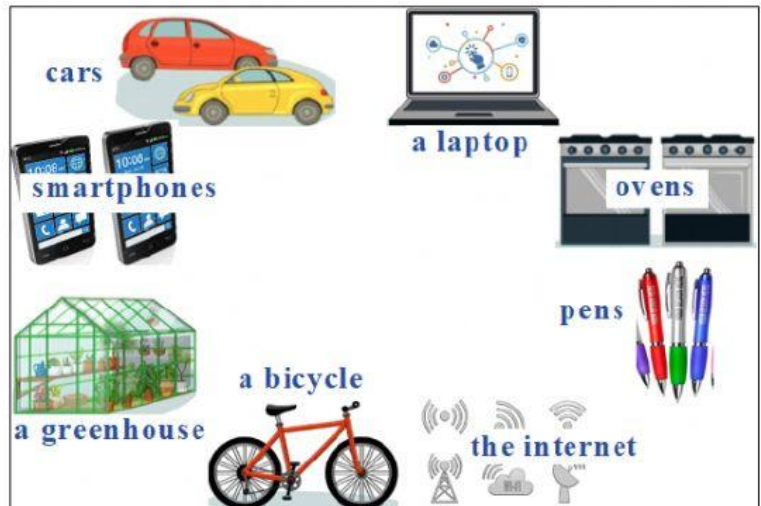 cars
a laptop
smartphones
ovens
pens
a bicycle
a greenhouse
the internet